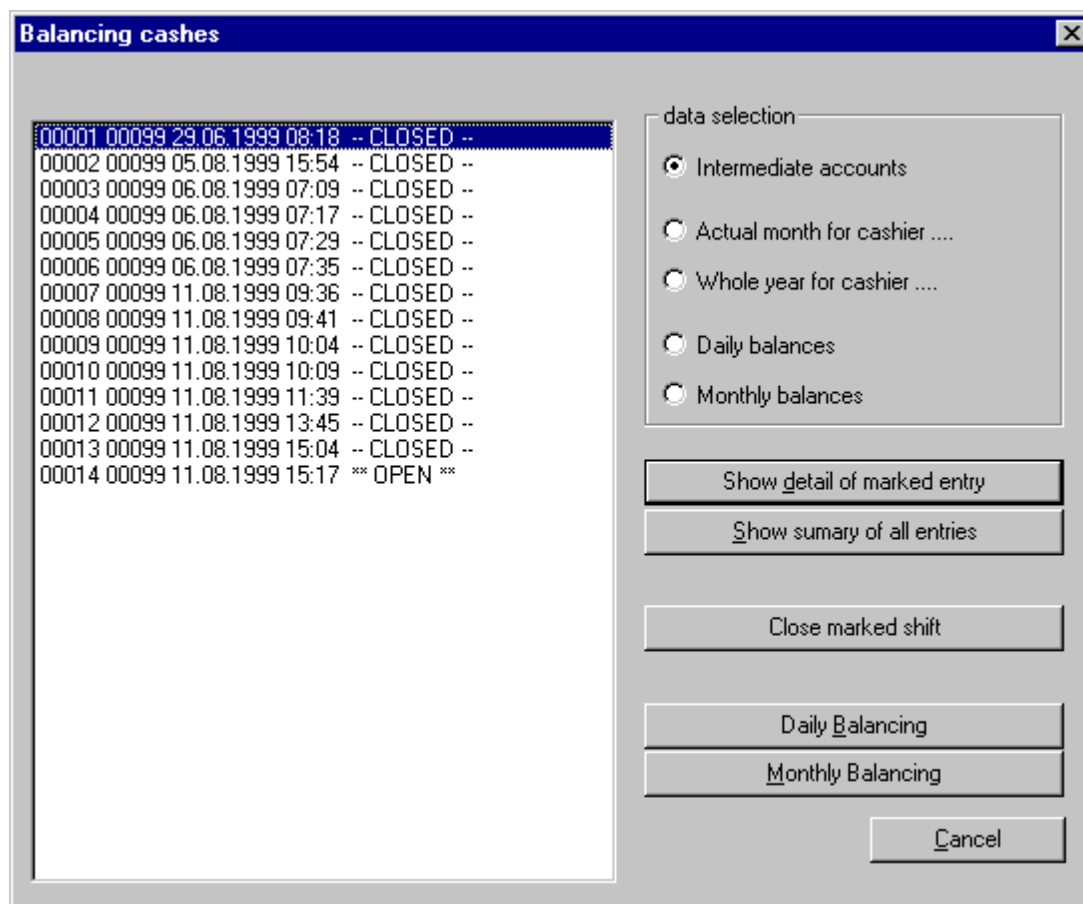 Balancing cashes
00001 00099 29.06.1999 08:18 -- CLOSED --
00002 00099 05.08.1999 15:54 -- CLOSED --
00003 00099 06.08.1999 07:09 -- CLOSED --
00004 00099 06.08.1999 07:17 -- CLOSED --
00005 00099 06.08.1999 07:29 -- CLOSED --
00006 00099 06.08.1999 07:35 -- CLOSED --
00007 00099 11.08.1999 09:36 -- CLOSED --
00008 00099 11.08.1999 09:41 -- CLOSED --
00009 00099 11.08.1999 10:04 -- CLOSED --
00010 00099 11.08.1999 10:09 -- CLOSED --
00011 00099 11.08.1999 11:39 -- CLOSED --
00012 00099 11.08.1999 13:45 -- CLOSED --
00013 00099 11.08.1999 15:04 -- CLOSED --
00014 00099 11.08.1999 15:17 ** OPEN **
data selection
Intermediate accounts
Actual month for cashier ....
Whole year for cashier ....
Daily balances
Monthly balances
Show detail of marked entry
Show sumary of all entries
Close marked shift
Daily Balancing
Monthly Balancing
Cancel